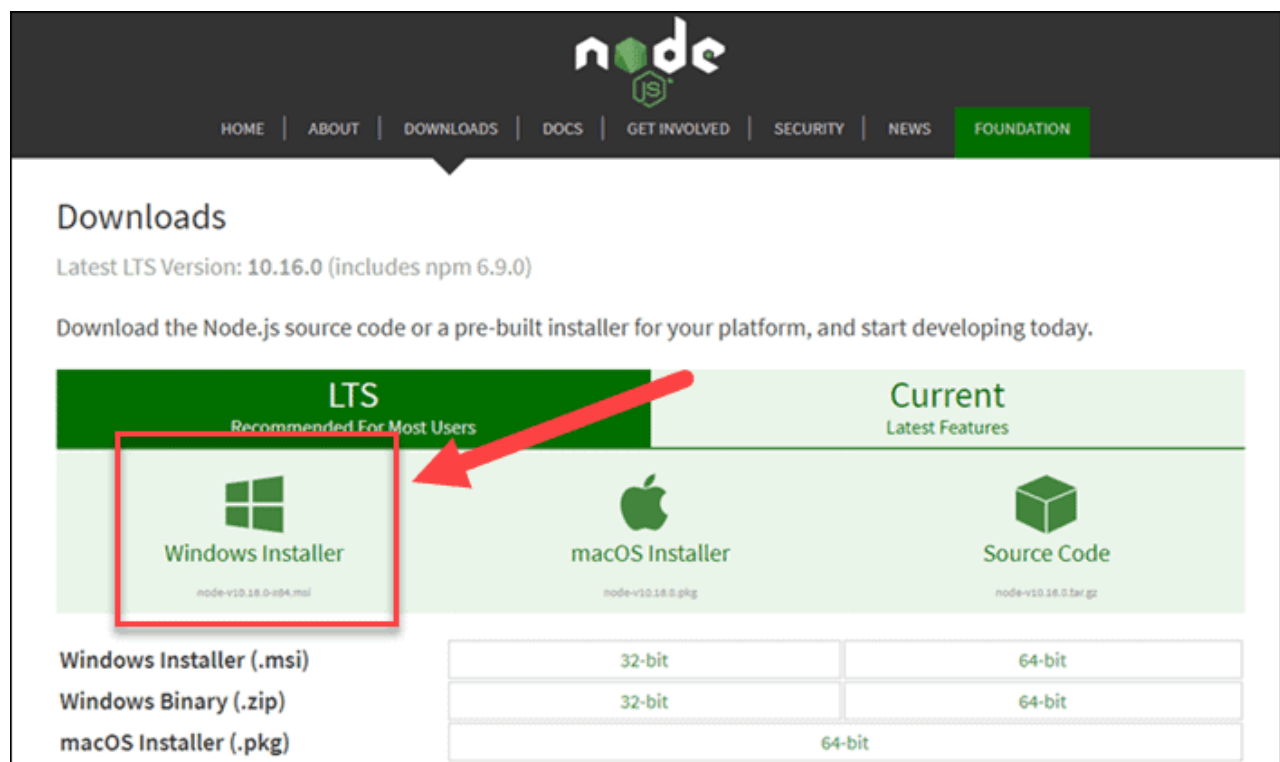 node
JS
HOME | ABOUT | DOWNLOADS | DOCS | GET INVOLVED | SECURITY | NEWS FOUNDATION
Downloads
Latest LTS Version: 10.16.0 (includes npm 6.9.0)
Download the Node.js source code or a pre-built installer for your platform, and start developing today.
LTS Current
Recommended For Most Users Latest Features
Windows Installer macOS Installer Source Code
node-v10.16.0-x64.msi node-v10.16.0.pkg node-v10.16.0.tar.gz
Windows Installer (.msi) 32-bit 64-bit
Windows Binary (.zip) 32-bit 64-bit
macOS Installer (.pkg) 64-bit